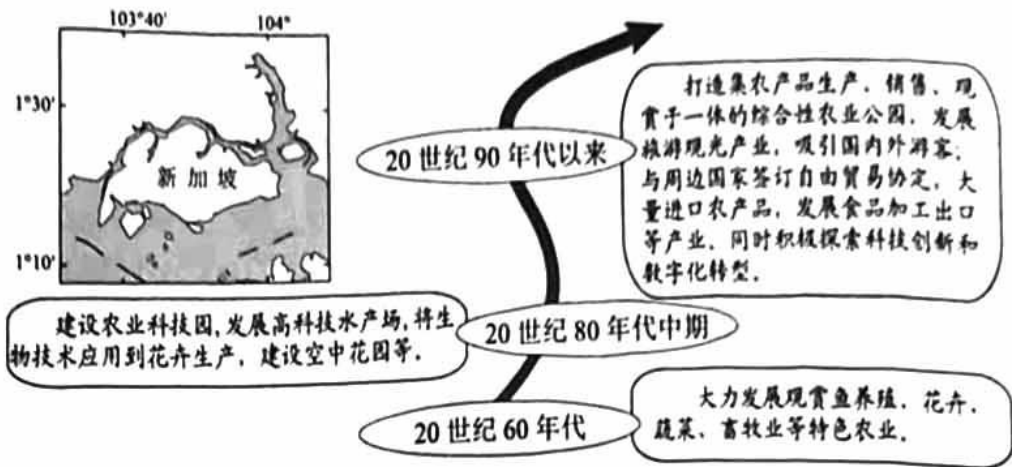 103°40′ 104°
1°30′
新加坡
1°10′
20世纪90年代以来
打造集农产品生产、销售、观
赏于一体的综合性农业公园，发展
旅游观光产业，吸引国内外游客；
与周边国家签订自由贸易协定，大
量进口农产品，发展食品加工出口
等产业，同时积极探索科技创新和
数字化转型。
建设农业科技园,发展高科技水产场,将生
物技术应用到花卉生产，建设空中花园等．
20世纪80年代中期
20世纪60年代
大力发展观赏鱼养殖、花卉、
蔬菜、畜牧业等特色农业。